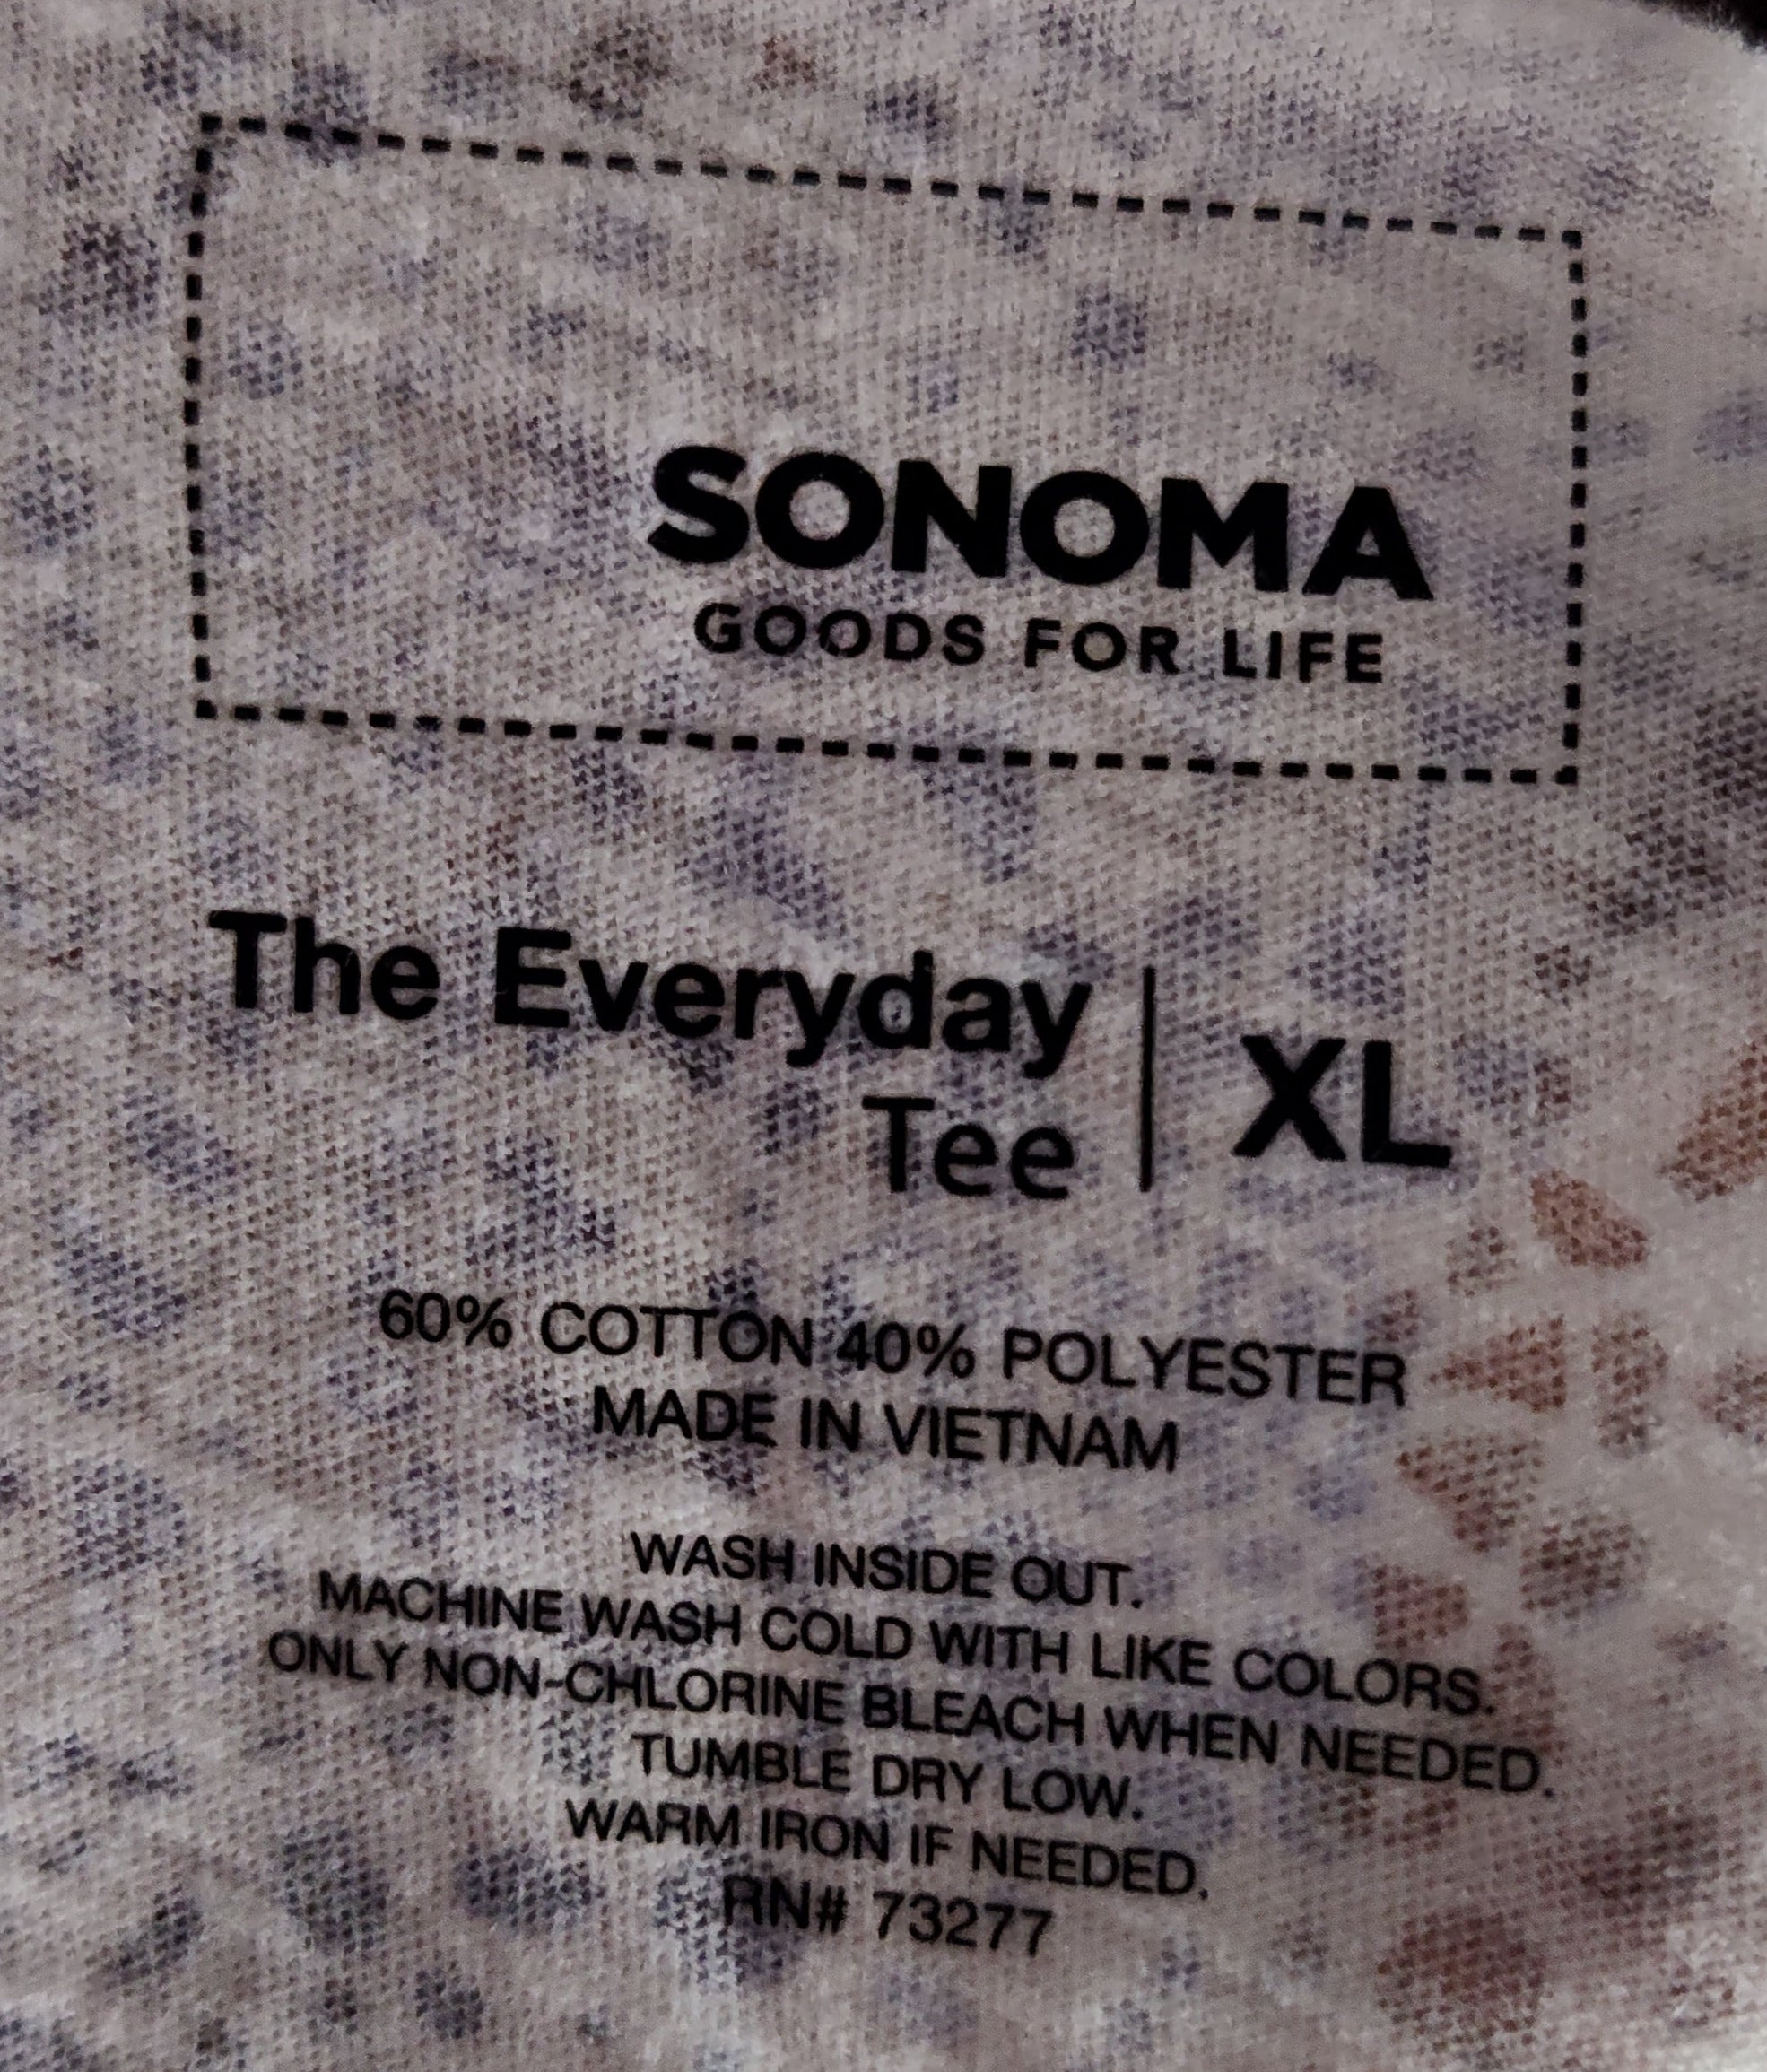 SONOMA
GOODS FOR LIFE
The Everyday
Tee
XL
60% COTTON 40% POLYESTER
MADE IN VIETNAM
WASH INSIDE OUT.
MACHINE WASH COLD WITH LIKE COLORS.
ONLY NON-CHLORINE BLEACH WHEN NEEDED.
TUMBLE DRY LOW.
WARM IRON IF NEEDED.
RN# 73277